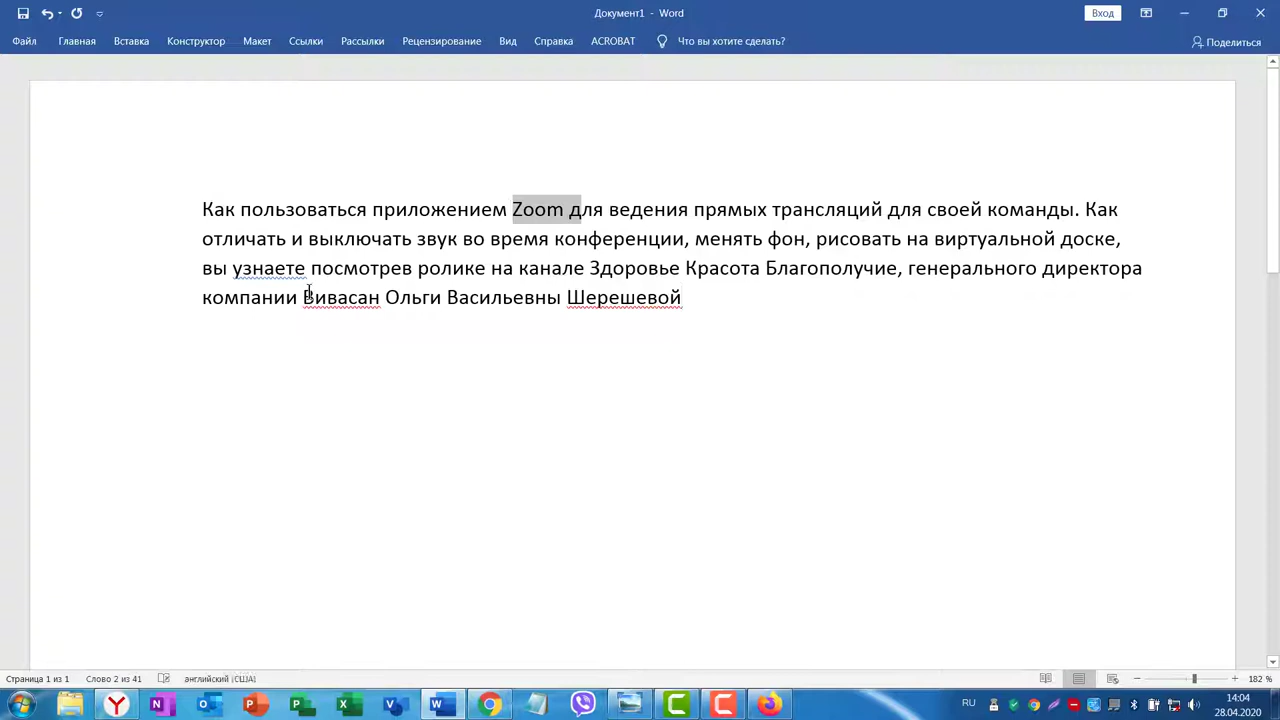 Документ1 - Word
Вход
Файл Главная Вставка Конструктор Макет Ссылки Рассылки Рецензирование Вид Справка ACROBAT Что вы хотите сделать? Поделиться
Как пользоваться приложением Zoom для ведения прямых трансляций для своей команды. Как
отличать и выключать звук во время конференции, менять фон, рисовать на виртуальной доске,
вы узнаете посмотрев ролике на канале Здоровье Красота Благополучие, генерального директора
компании Вивасан Ольги Васильевны Шерешевой
Страница 1 из 1 Слово 2 из 41 английский (США) 182 %
RU 14:04
28.04.2020